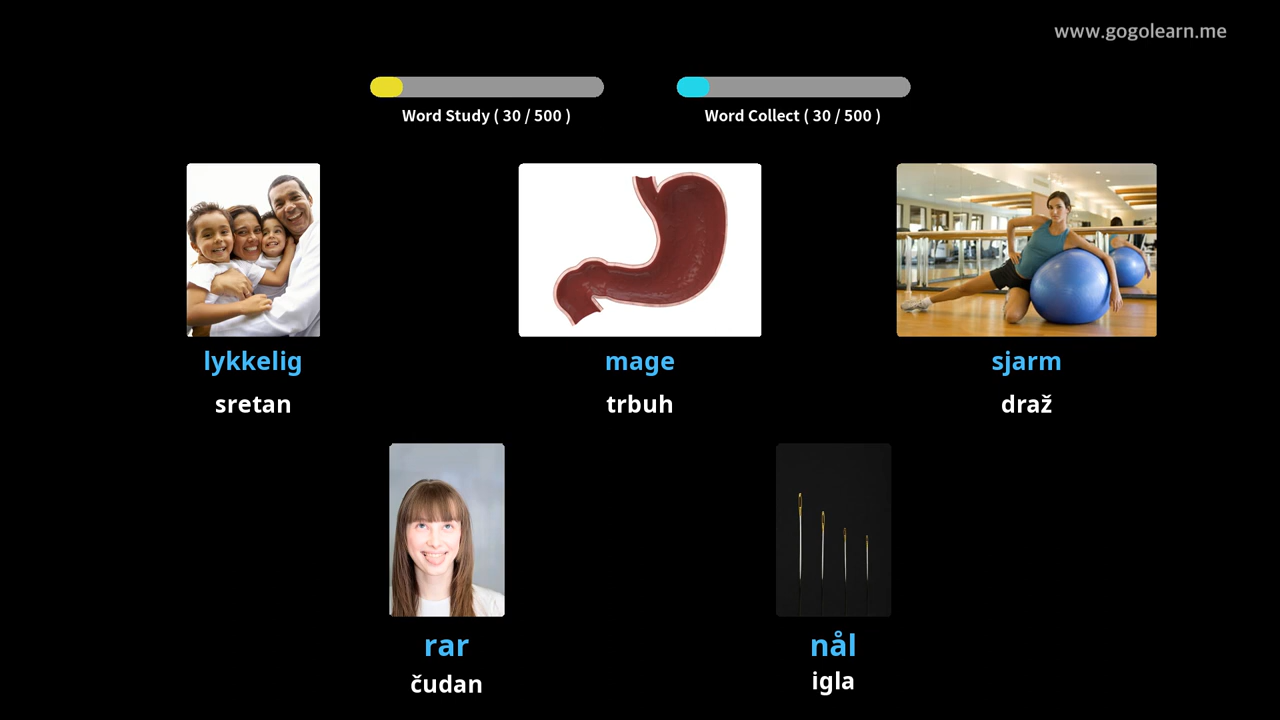 www.gogolearn.me
Word Study ( 30 / 500 )
Word Collect ( 30 / 500 )
lykkelig
sretan
mage
trbuh
sjarm
draž
rar
čudan
nål
igla